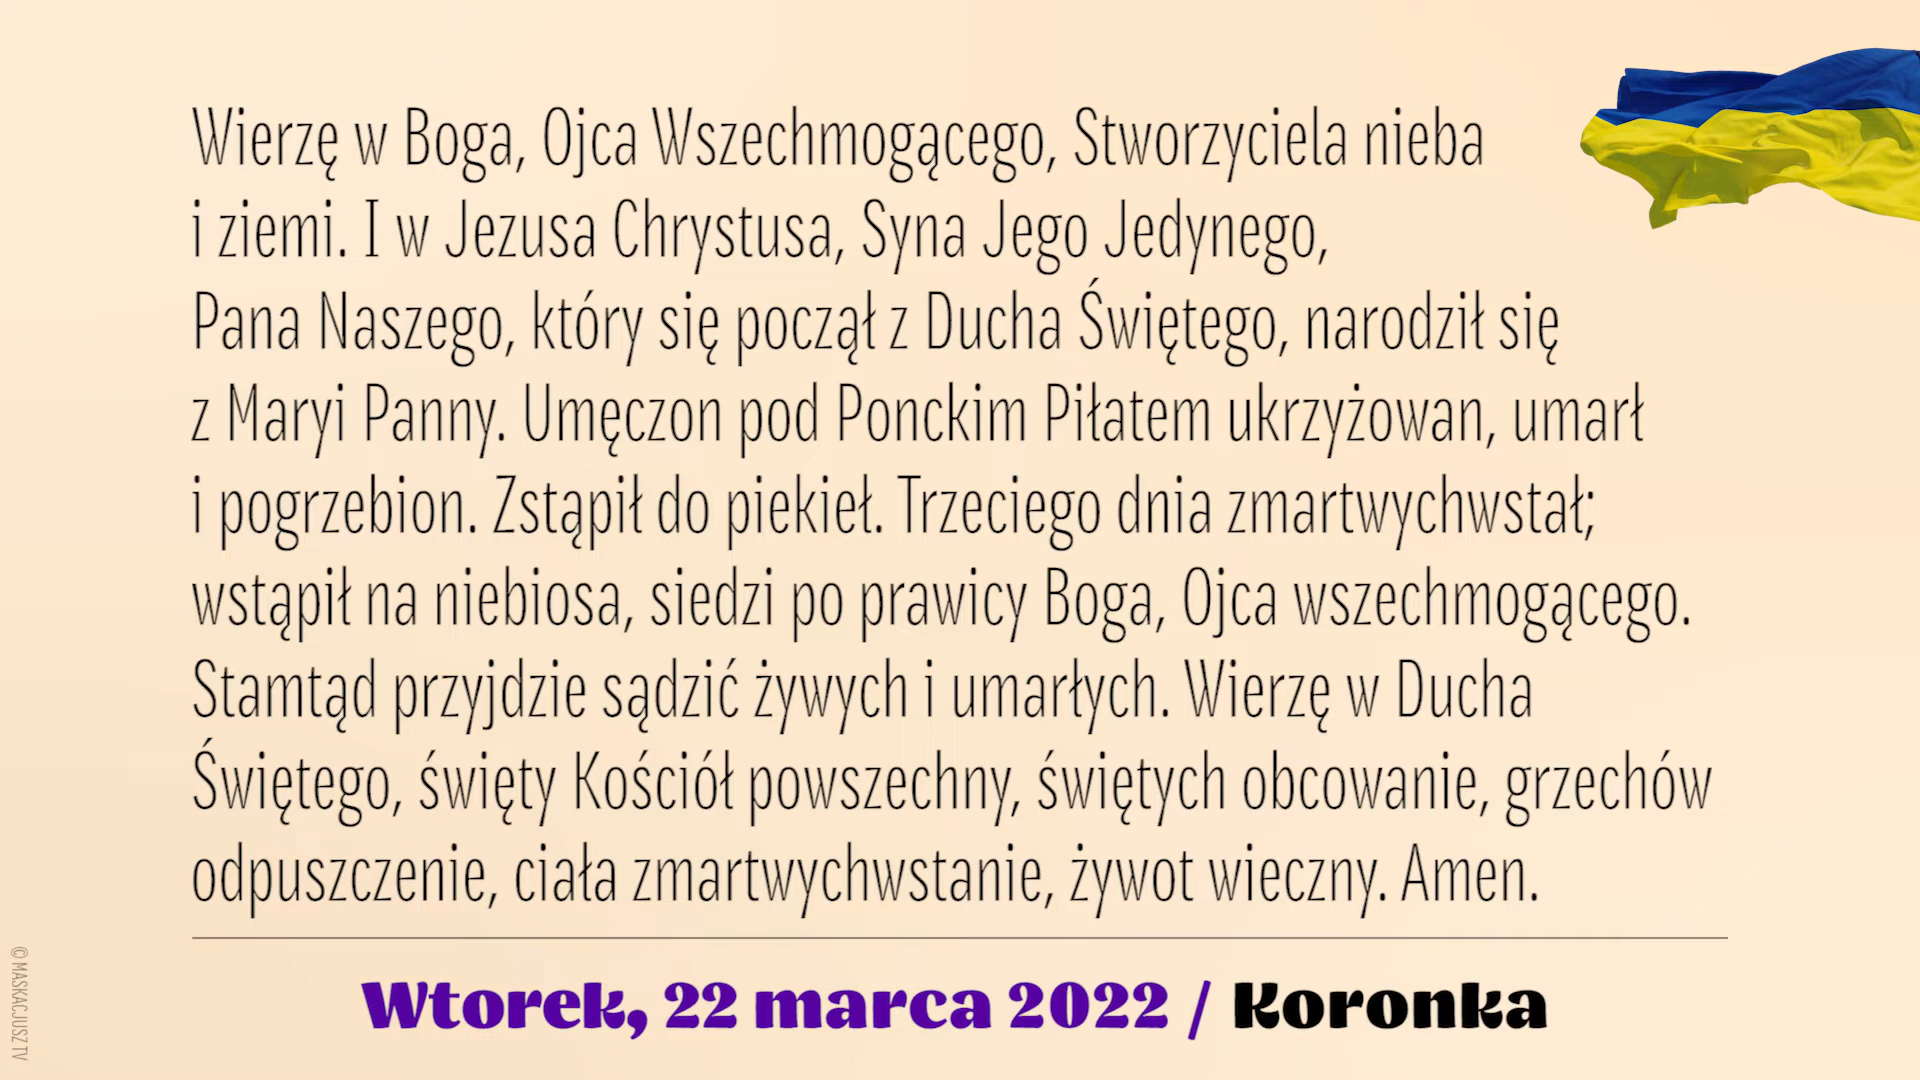 Wierzę w Boga, Ojca Wszechmogącego, Stworzyciela nieba
i ziemi. I w Jezusa Chrystusa, Syna Jego Jedynego,
Pana Naszego, który się począł z Ducha Świętego, narodził się
z Maryi Panny. Umęczon pod Ponckim Piłatem ukrzyżowan, umarł
i pogrzebion. Zstąpił do piekieł. Trzeciego dnia zmartwychwstał;
wstąpił na niebiosa, siedzi po prawicy Boga, Ojca wszechmogącego.
Stamtąd przyjdzie sądzić żywych i umarłych. Wierzę w Ducha
Świętego, święty Kościół powszechny, świętych obcowanie, grzechów
odpuszczenie, ciała zmartwychwstanie, żywot wieczny. Amen.
Wtorek, 22 marca 2022 / Koronka
© MASKACJUSZ TV